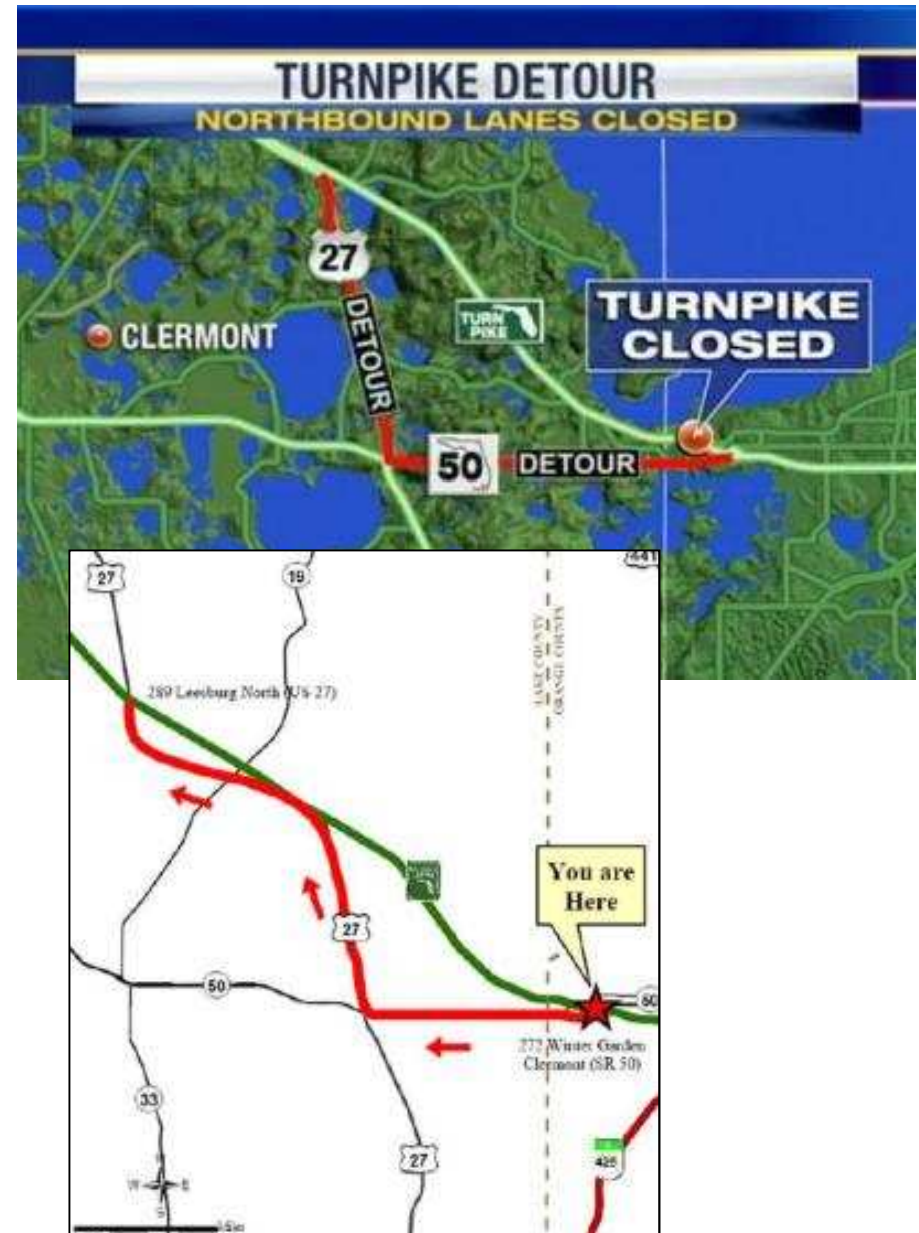 TURNPIKE DETOUR
NORTHBOUND LANES CLOSED
27
DETOUR
CLERMONT
TURN
PIKE
TURNPIKE
CLOSED
50
DETOUR
27
19
441
LAKE COUNTY
ORANGE COUNTY
289 Leesburg North (US 27)
You are
Here
27
50
50
272 Winter Garden
Clermont (SR 50)
33
27
W
E
S